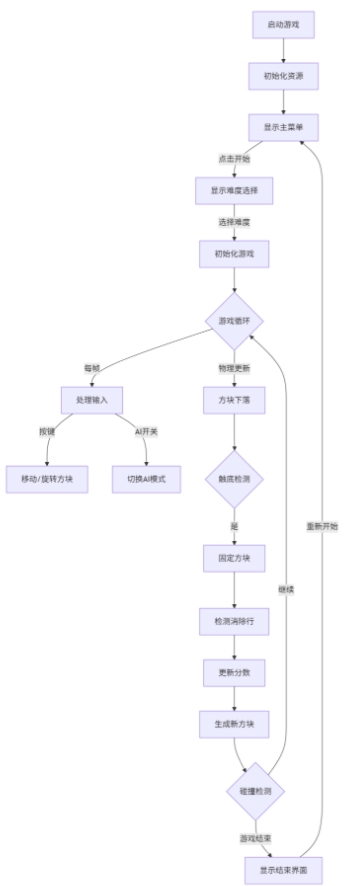 启动游戏
初始化资源
显示主菜单
点击开始
显示难度选择
选择难度
初始化游戏
游戏循环
每帧
物理更新
处理输入
方块下落
按键
AI开关
移动/旋转方块
切换AI模式
触底检测
是
重新开始
固定方块
继续
检测消除行
更新分数
生成新方块
碰撞检测
游戏结束
显示结束界面